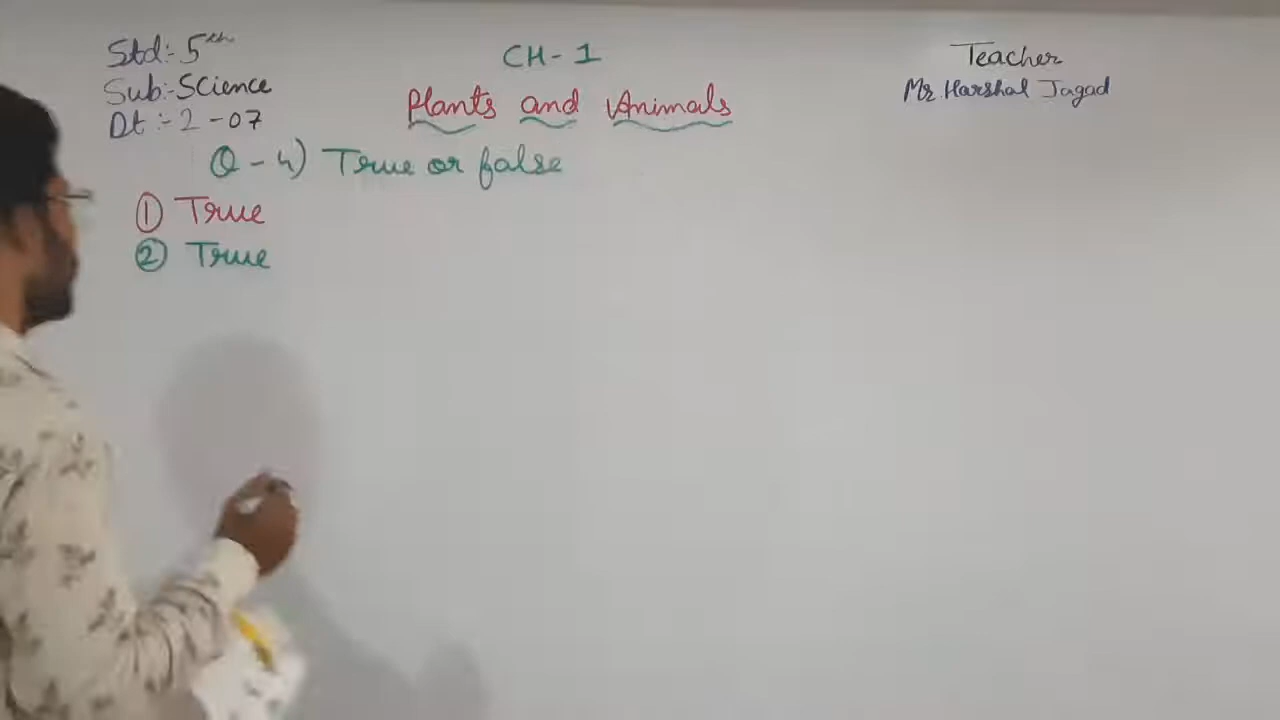 Std:- 5th
Sub:-Science
Dt :- 2 -07
CH- 1
Plants and Animals
Teacher
Mr. Harshal Jagad
Q - 4) True or false
① True
② True